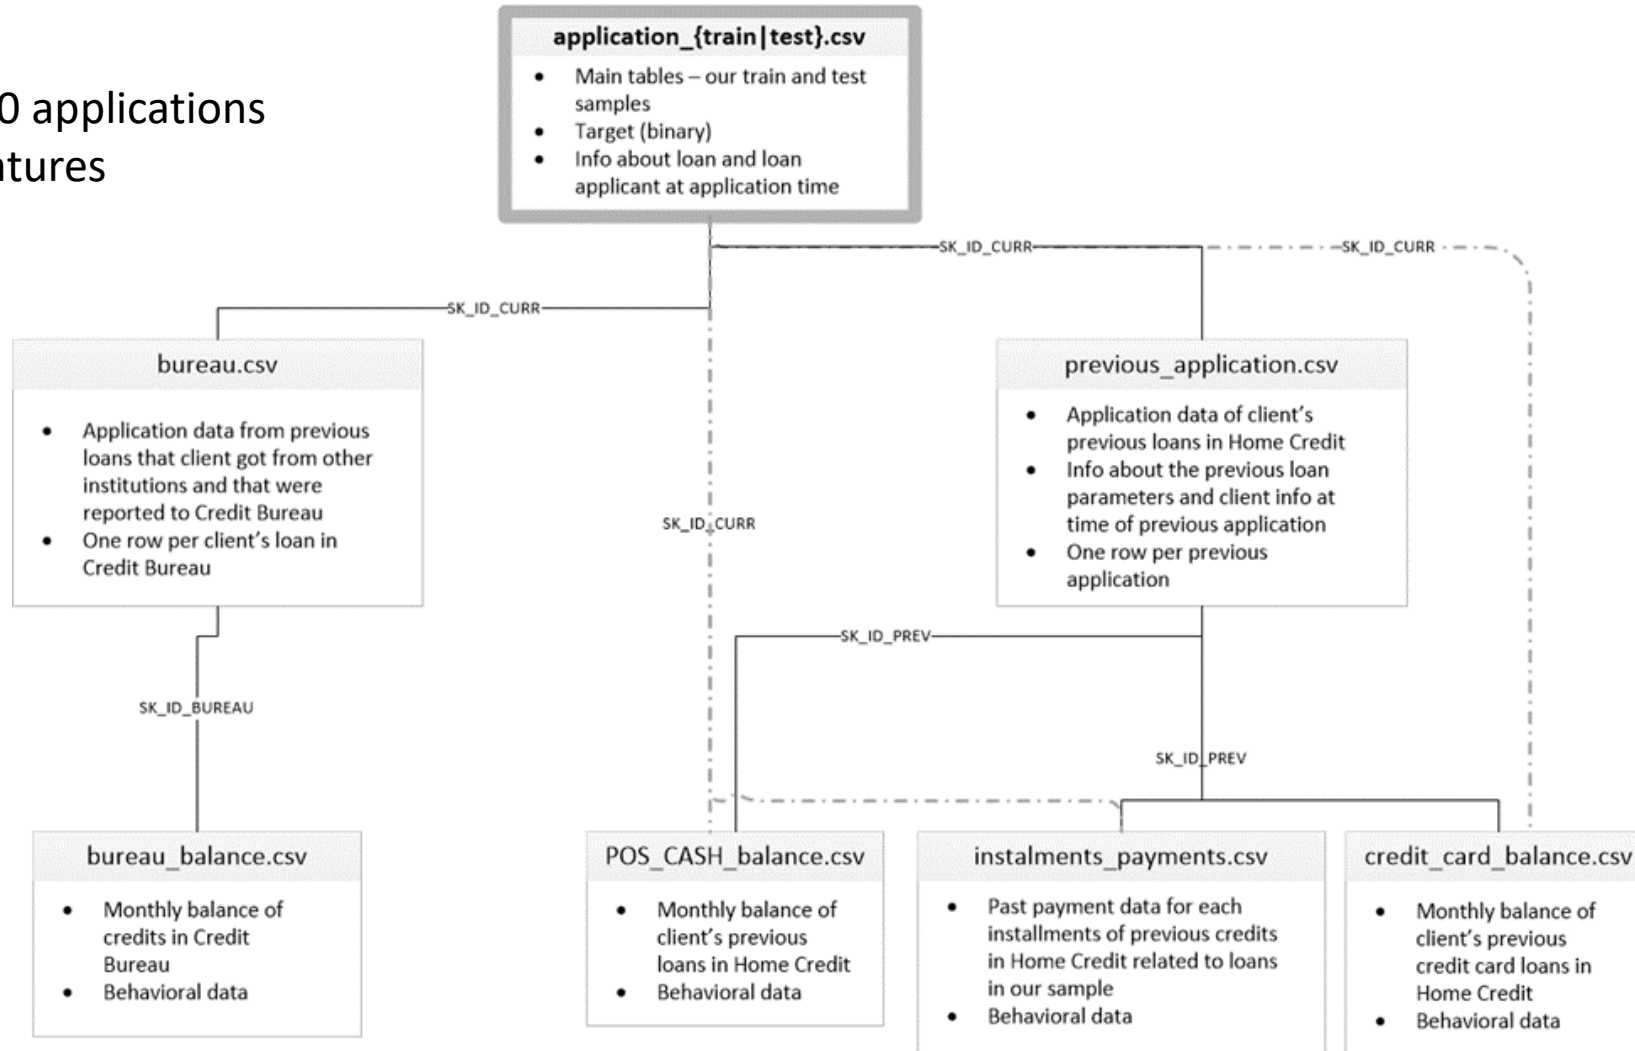 application_{train|test}.csv
• Main tables – our train and test
samples
• Target (binary)
• Info about loan and loan
applicant at application time
0 applications
tures
SK_ID_CURR
SK_ID_CURR
SK_ID_CURR
bureau.csv
• Application data from previous
loans that client got from other
institutions and that were
reported to Credit Bureau
• One row per client's loan in
Credit Bureau
previous_application.csv
• Application data of client's
previous loans in Home Credit
• Info about the previous loan
parameters and client info at
time of previous application
• One row per previous
application
SK_ID_CURR
SK_ID_PREV
SK_ID_BUREAU
SK_ID_PREV
bureau_balance.csv
• Monthly balance of
credits in Credit
Bureau
• Behavioral data
POS_CASH_balance.csv
• Monthly balance of
client's previous
loans in Home Credit
• Behavioral data
instalments_payments.csv
• Past payment data for each
installments of previous credits
in Home Credit related to loans
in our sample
• Behavioral data
credit_card_balance.csv
• Monthly balance of
client's previous
credit card loans in
Home Credit
• Behavioral data